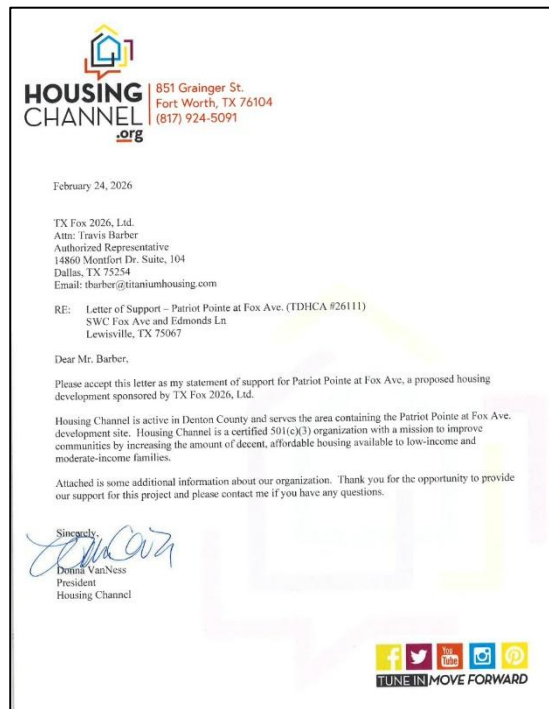 HOUSING
CHANNEL
.org
851 Grainger St.
Fort Worth, TX 76104
(817) 924-5091
February 24, 2026
TX Fox 2026, Ltd.
Attn: Travis Barber
Authorized Representative
14860 Montfort Dr. Suite, 104
Dallas, TX 75254
Email: tbarber@titaniumhousing.com
RE: Letter of Support – Patriot Pointe at Fox Ave. (TDHCA #26111)
SWC Fox Ave and Edmonds Ln
Lewisville, TX 75067
Dear Mr. Barber,
Please accept this letter as my statement of support for Patriot Pointe at Fox Ave, a proposed housing
development sponsored by TX Fox 2026, Ltd.
Housing Channel is active in Denton County and serves the area containing the Patriot Pointe at Fox Ave.
development site. Housing Channel is a certified 501(c)(3) organization with a mission to improve
communities by increasing the amount of decent, affordable housing available to low-income and
moderate-income families.
Attached is some additional information about our organization. Thank you for the opportunity to provide
our support for this project and please contact me if you have any questions.
Sincerely,
Donna VanNess
President
Housing Channel
You
Tube
TUNE IN MOVE FORWARD